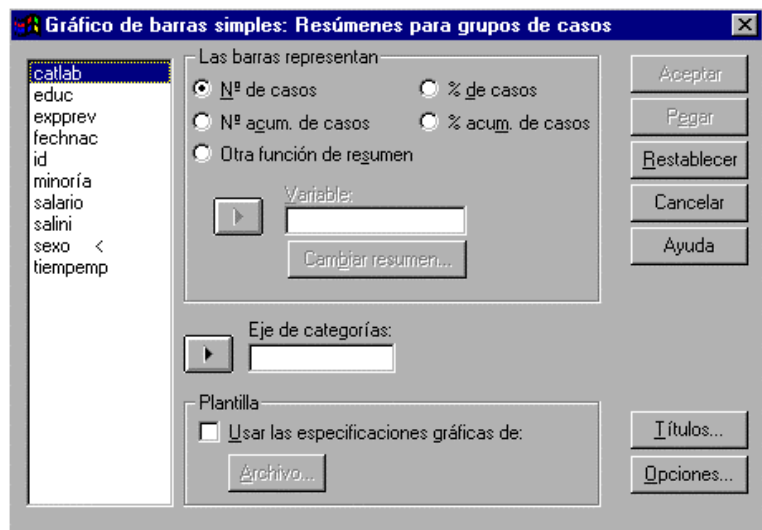 Gráfico de barras simples: Resúmenes para grupos de casos
catlab
educ
expprev
fechnac
id
minoría
salario
salini
sexo <
tiempemp
Las barras representan
Nº de casos
% de casos
Nº acum. de casos
% acum. de casos
Otra función de resumen
Variable:
Cambiar resumen...
Eje de categorías:
Plantilla
Usar las especificaciones gráficas de:
Archivo...
Aceptar
Pegar
Restablecer
Cancelar
Ayuda
Títulos...
Opciones...